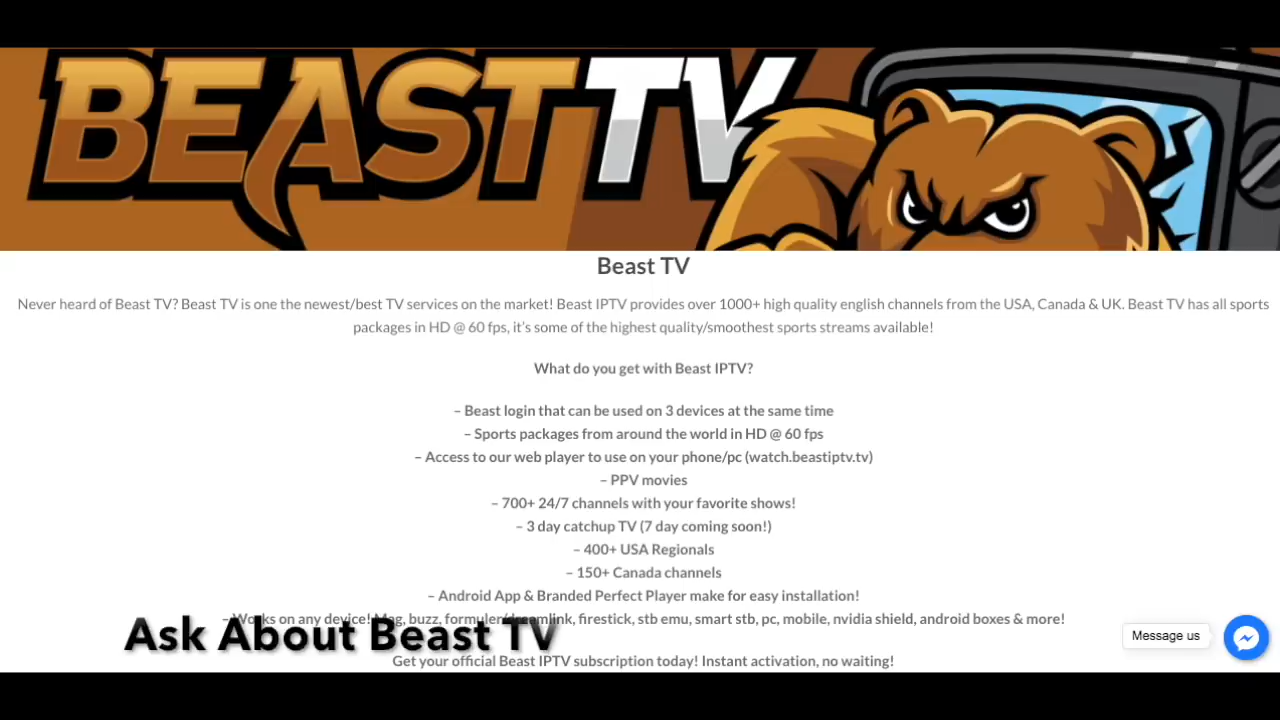 BEAST TV
Beast TV
Never heard of Beast TV? Beast TV is one the newest/best TV services on the market! Beast IPTV provides over 1000+ high quality english channels from the USA, Canada & UK. Beast TV has all sports
packages in HD @ 60 fps, it's some of the highest quality/smoothest sports streams available!
What do you get with Beast IPTV?
– Beast login that can be used on 3 devices at the same time
– Sports packages from around the world in HD @ 60 fps
– Access to our web player to use on your phone/pc (watch.beastiptv.tv)
– PPV movies
– 700+ 24/7 channels with your favorite shows!
– 3 day catchup TV (7 day coming soon!)
– 400+ USA Regionals
– 150+ Canada channels
– Android App & Branded Perfect Player make for easy installation!
– Works on any device! Mag, buzz, formuler/dreamlink, firestick, stb emu, smart stb, pc, mobile, nvidia shield, android boxes & more!
Ask About Beast TV
Message us
Get your official Beast IPTV subscription today! Instant activation, no waiting!